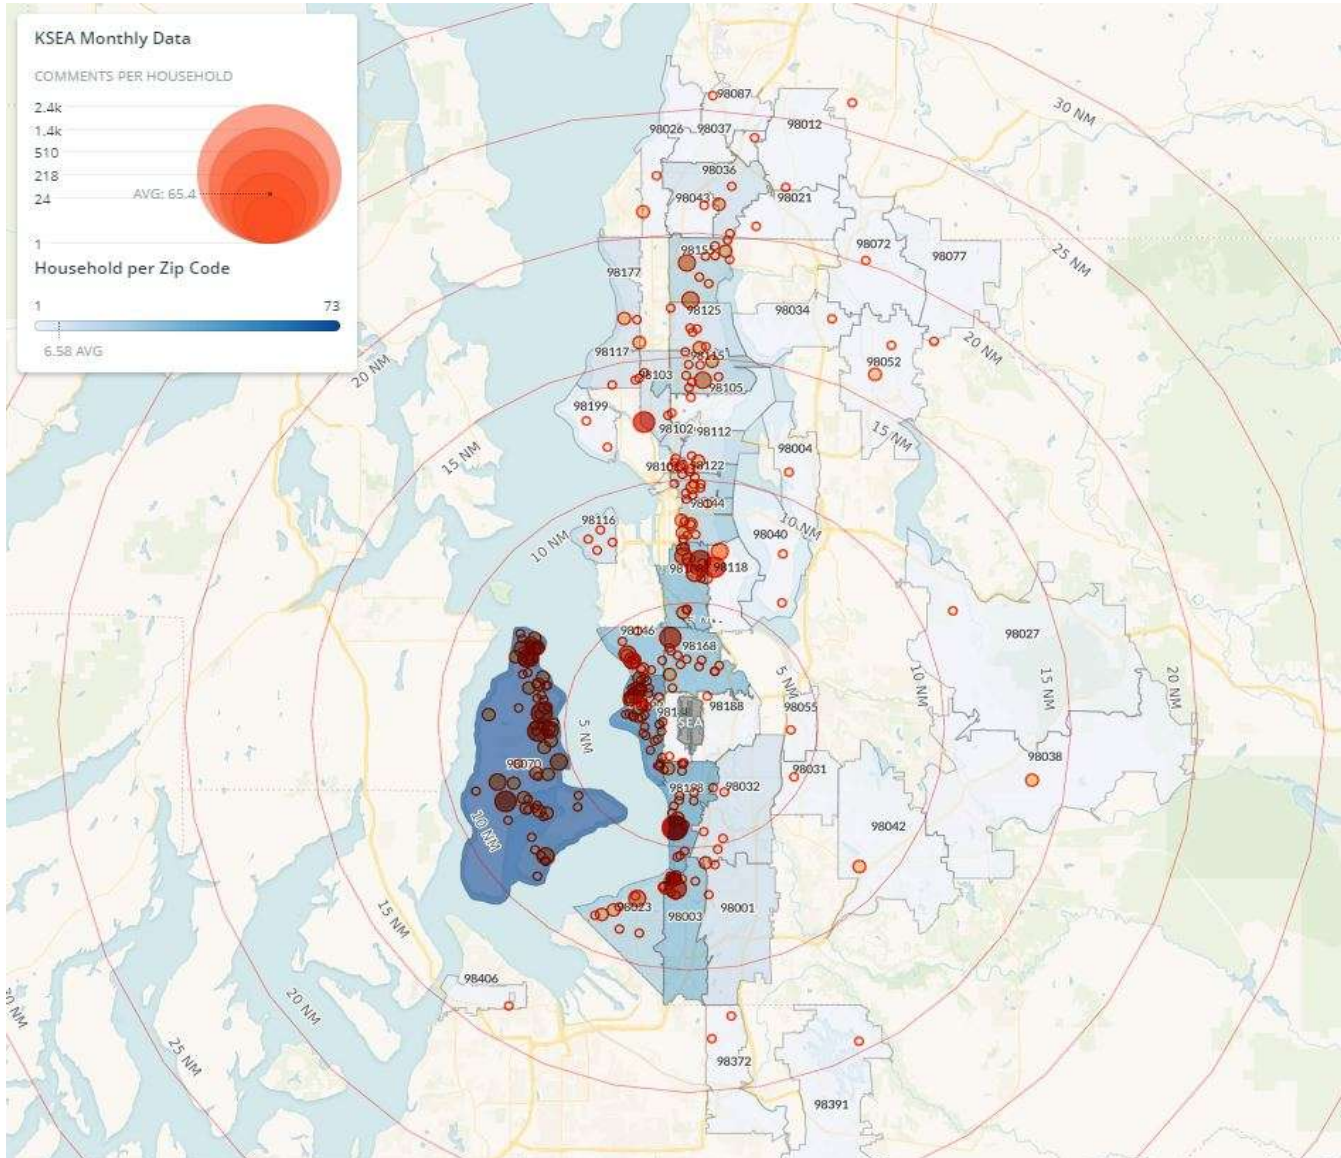 KSEA Monthly Data
COMMENTS PER HOUSEHOLD
2.4k
1.4k
510
218
24
1
AVG: 65.4
Household per Zip Code
1
73
6.58 AVG
98087
98026
98037
98012
30 NM
98036
98043
98021
98155
98072
98077
25 NM
98177
98125
98034
98117
98115
98052
20 NM
20 NM
98103
98105
98199
98102
98112
15 NM
15 NM
98122
98004
98144
98116
10 NM
10 NM
98040
98118
98146
98168
98027
5 NM
10 NM
15 NM
20 NM
98188
98055
SEA
5 NM
98070
98031
98038
98198
98032
10 NM
98042
98023
98003
98001
15 NM
98406
20 NM
25 NM
98372
98391